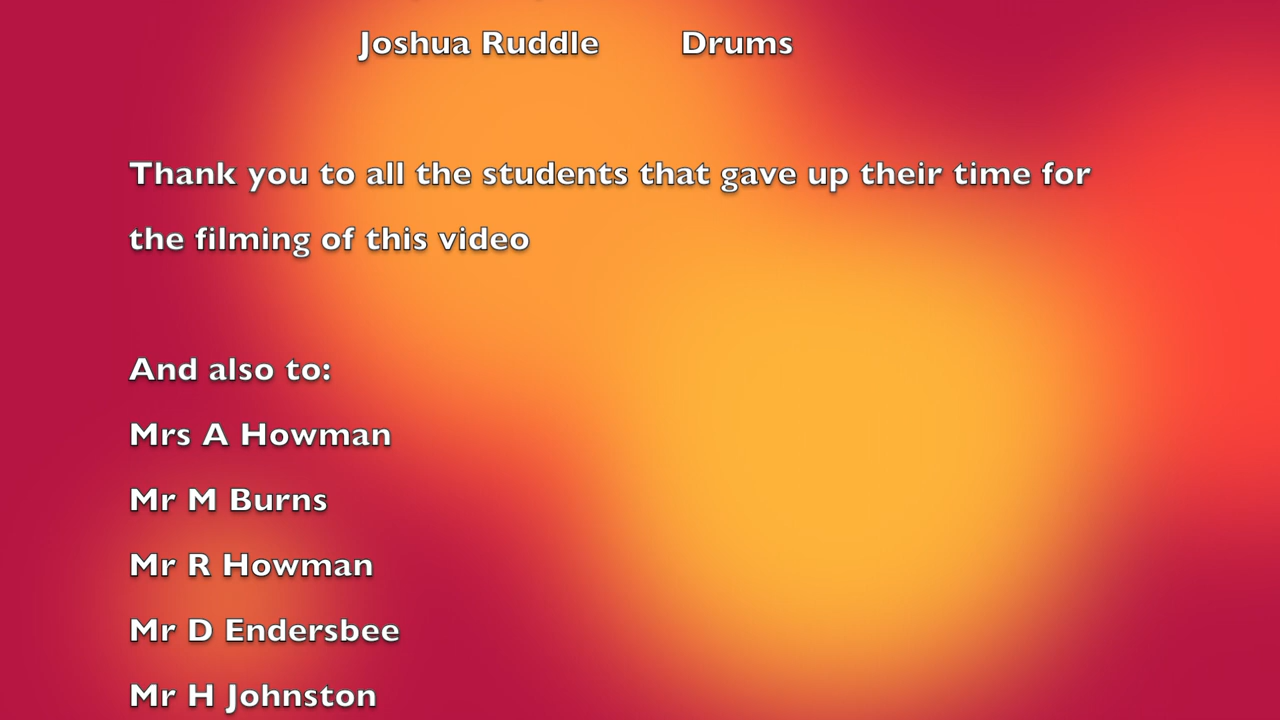 Joshua Ruddle Drums
Thank you to all the students that gave up their time for
the filming of this video
And also to:
Mrs A Howman
Mr M Burns
Mr R Howman
Mr D Endersbee
Mr H Johnston